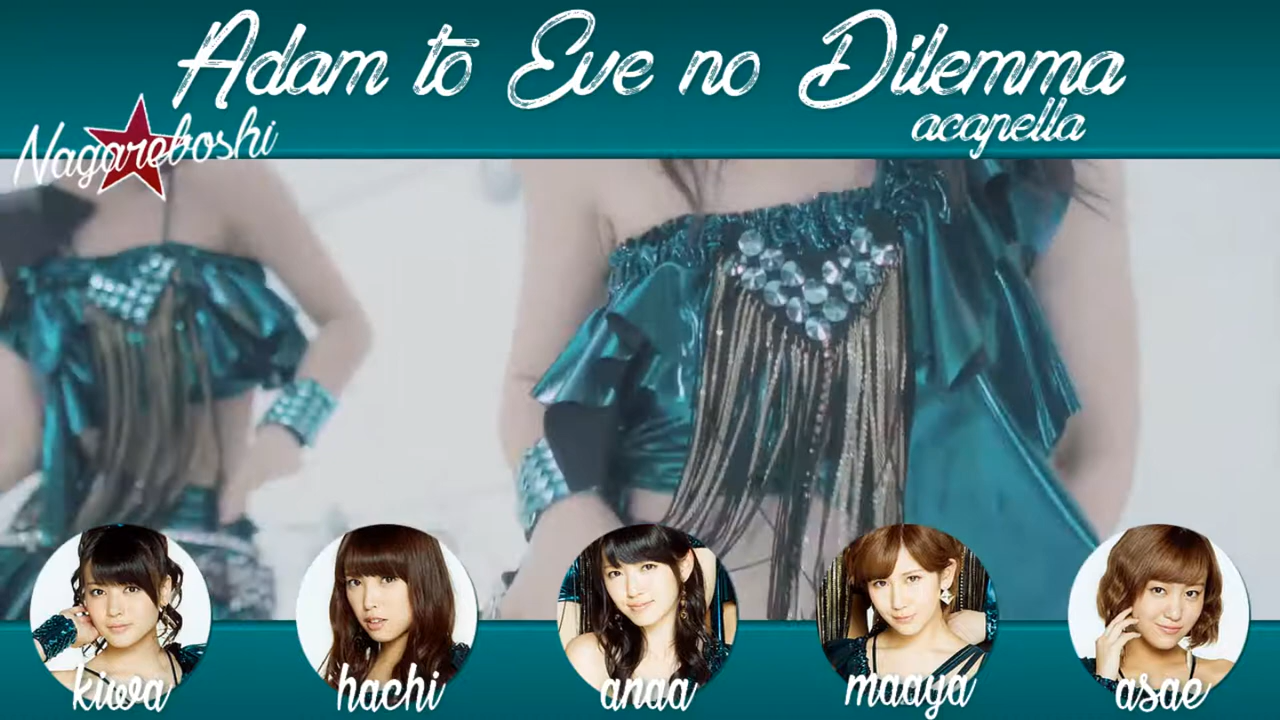 Adam to Eve no Dilemma
acapella
Nagareboshi
kiwa
hachi
anaa
maaya
asae